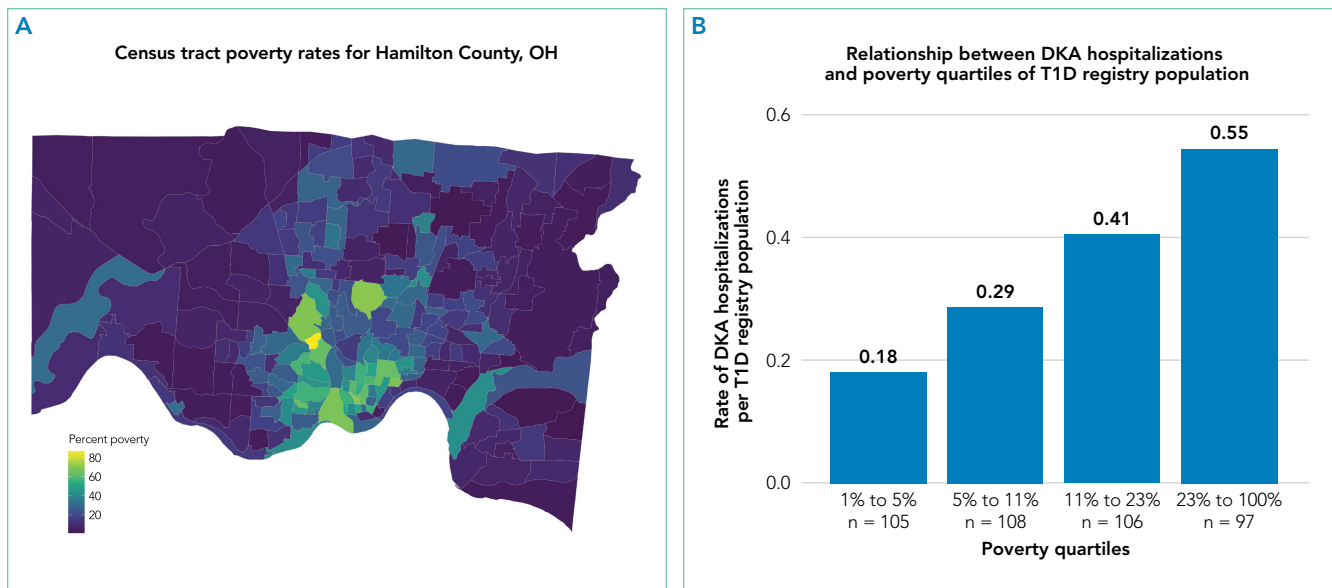 A
Census tract poverty rates for Hamilton County, OH
Percent poverty
80
60
40
20
B
Relationship between DKA hospitalizations
and poverty quartiles of T1D registry population
Rate of DKA hospitalizations
per T1D registry population
0.6
0.4
0.2
0.0
0.18
0.29
0.41
0.55
1% to 5%
n = 105
5% to 11%
n = 108
11% to 23%
n = 106
23% to 100%
n = 97
Poverty quartiles